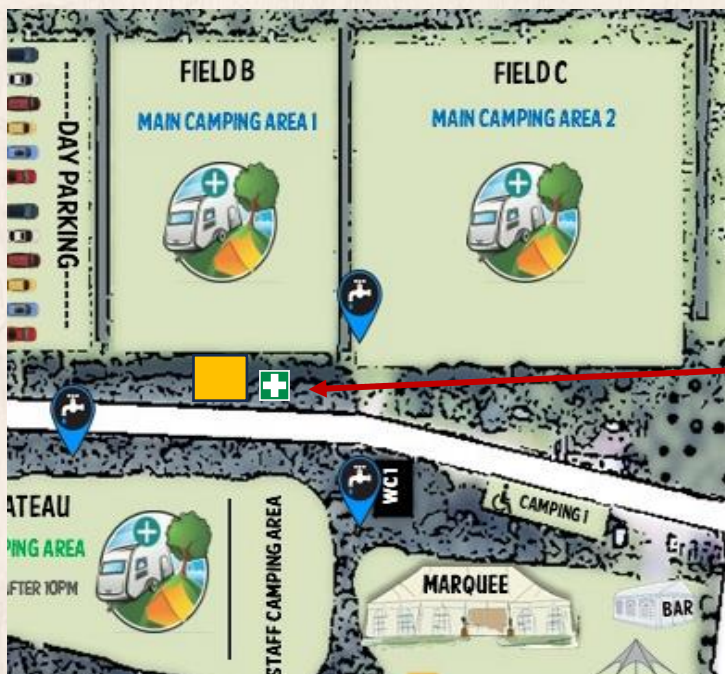 FIELD B
MAIN CAMPING AREA 1
FIELD C
MAIN CAMPING AREA 2
------DAY PARKING------
WC1
CAMPING 1
ATEAU
PING AREA
AFTER 10PM
STAFF CAMPING AREA
MARQUEE
BAR